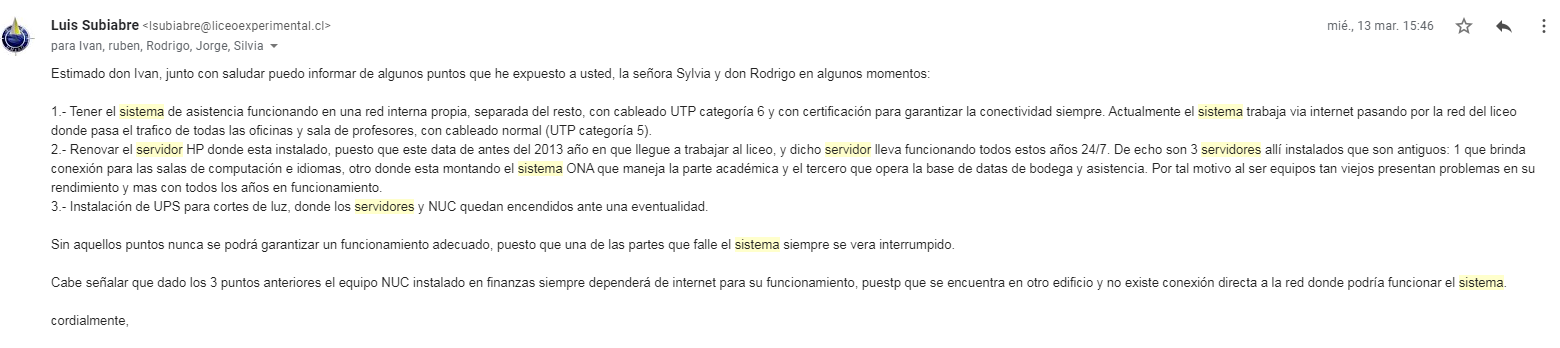 Luis Subiabre <lsubiabre@liceoexperimental.cl>
mié., 13 mar. 15:46
para Ivan, ruben, Rodrigo, Jorge, Silvia
Estimado don Ivan, junto con saludar puedo informar de algunos puntos que he expuesto a usted, la señora Sylvia y don Rodrigo en algunos momentos:
1.- Tener el sistema de asistencia funcionando en una red interna propia, separada del resto, con cableado UTP categoría 6 y con certificación para garantizar la conectividad siempre. Actualmente el sistema trabaja via internet pasando por la red del liceo
donde pasa el trafico de todas las oficinas y sala de profesores, con cableado normal (UTP categoría 5).
2.- Renovar el servidor HP donde esta instalado, puesto que este data de antes del 2013 año en que llegue a trabajar al liceo, y dicho servidor lleva funcionando todos estos años 24/7. De echo son 3 servidores allí instalados que son antiguos: 1 que brinda
conexión para las salas de computación e idiomas, otro donde esta montando el sistema ONA que maneja la parte académica y el tercero que opera la base de datas de bodega y asistencia. Por tal motivo al ser equipos tan viejos presentan problemas en su
rendimiento y mas con todos los años en funcionamiento.
3.- Instalación de UPS para cortes de luz, donde los servidores y NUC quedan encendidos ante una eventualidad.
Sin aquellos puntos nunca se podrá garantizar un funcionamiento adecuado, puesto que una de las partes que falle el sistema siempre se vera interrumpido.
Cabe señalar que dado los 3 puntos anteriores el equipo NUC instalado en finanzas siempre dependerá de internet para su funcionamiento, puestp que se encuentra en otro edificio y no existe conexión directa a la red donde podría funcionar el sistema.
cordialmente,